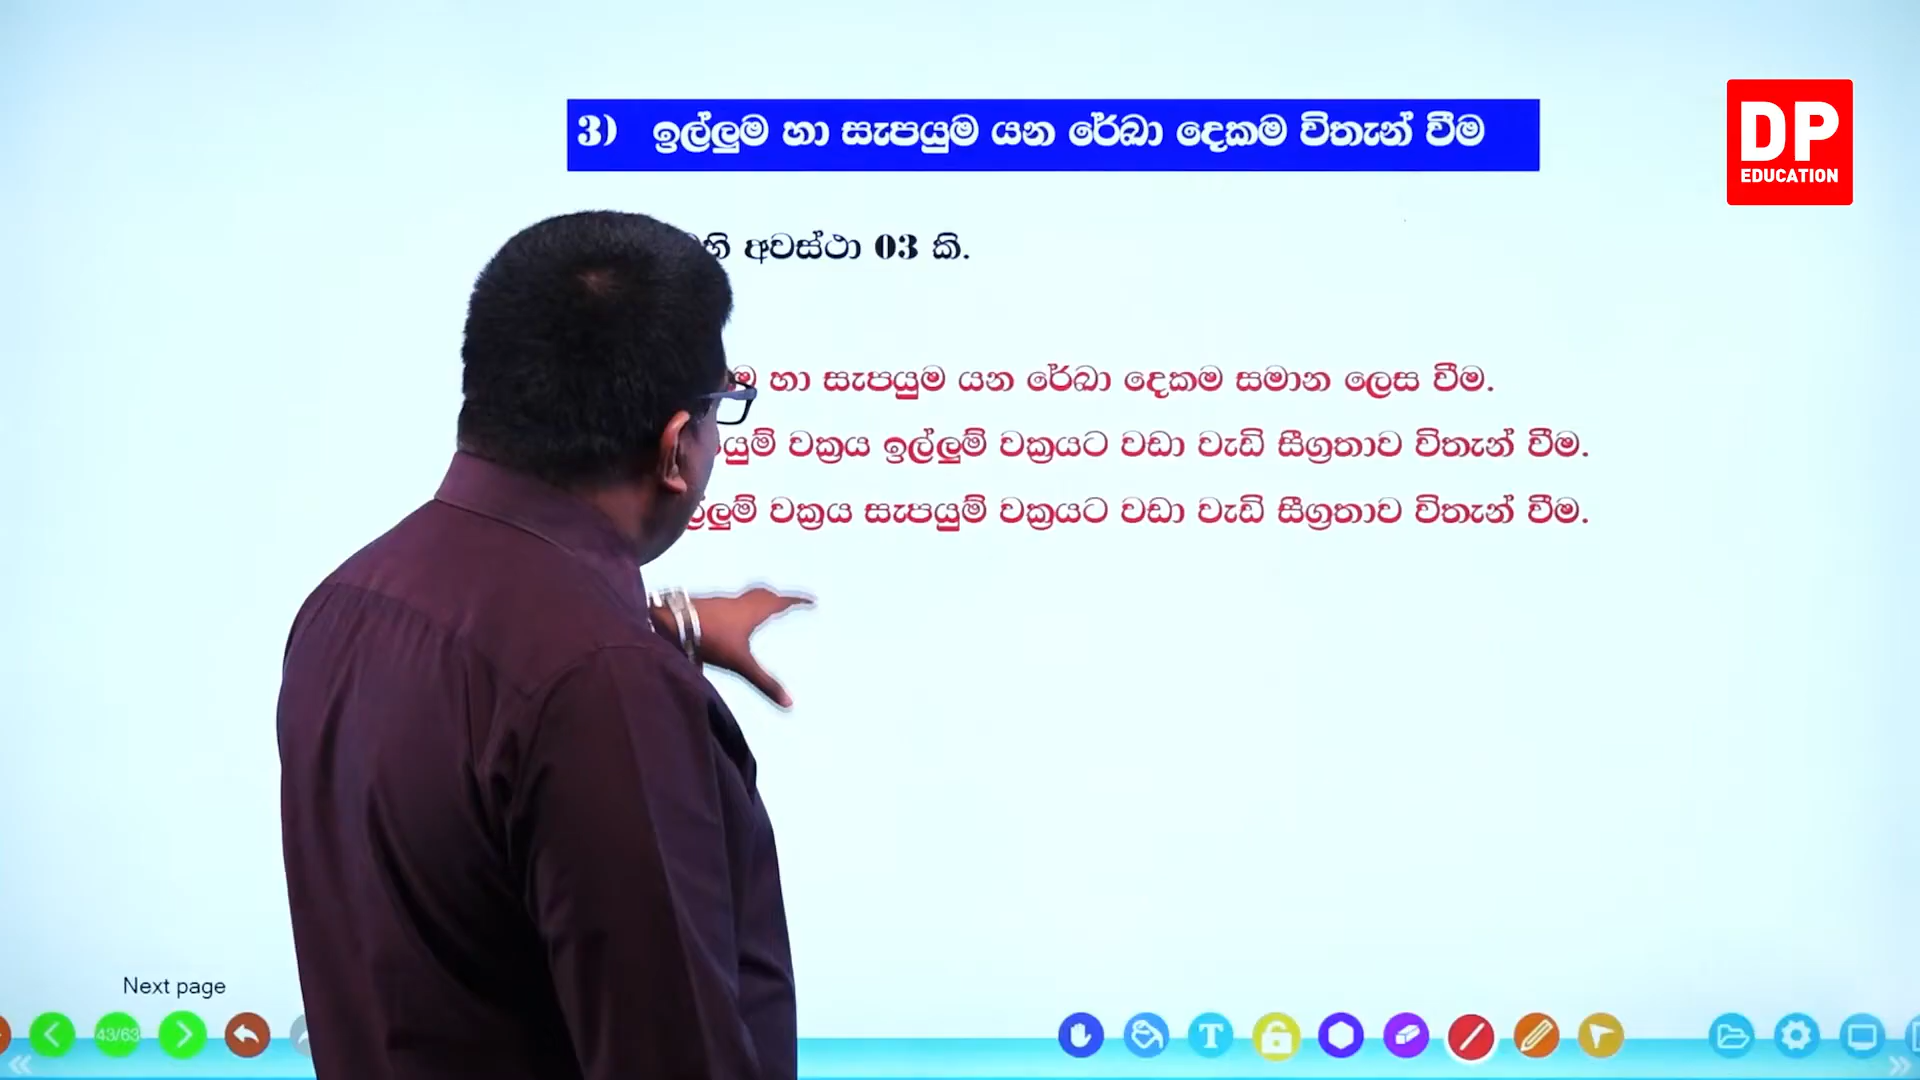 3) ඉල්ලුම හා සැපයුම යන රේඛා දෙකම විතැන් වීම
DP
EDUCATION
අවස්ථා 03 කි.
හා සැපයුම යන රේඛා දෙකම සමාන ලෙස වීම.
වක්‍රය ඉල්ලුම් වක්‍රයට වඩා වැඩි සීග්‍රතාව විතැන් වීම.
වක්‍රය සැපයුම් වක්‍රයට වඩා වැඩි සීග්‍රතාව විතැන් වීම.
Next page
43/63
T